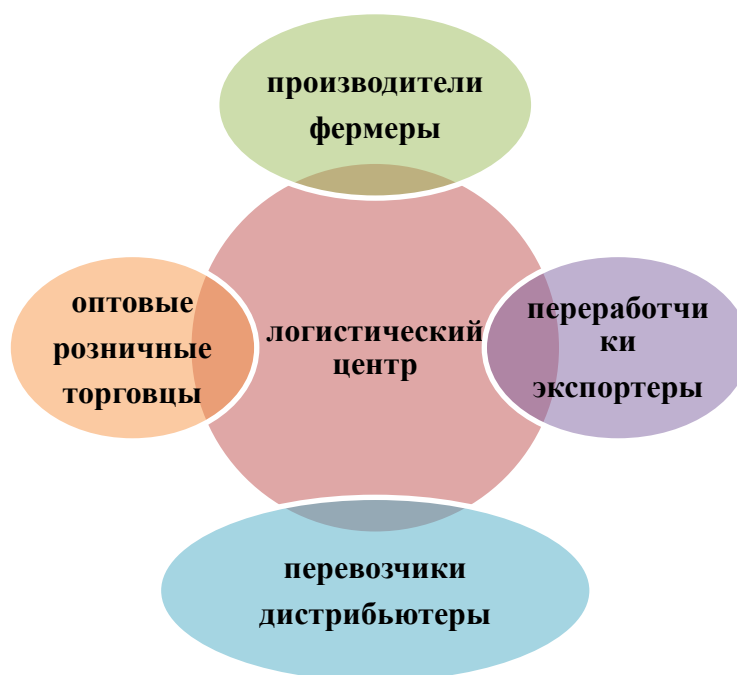 производители
фермеры
оптовые
розничные
торговцы
логистический
центр
переработчи
ки
экспортеры
перевозчики
дистрибьютеры